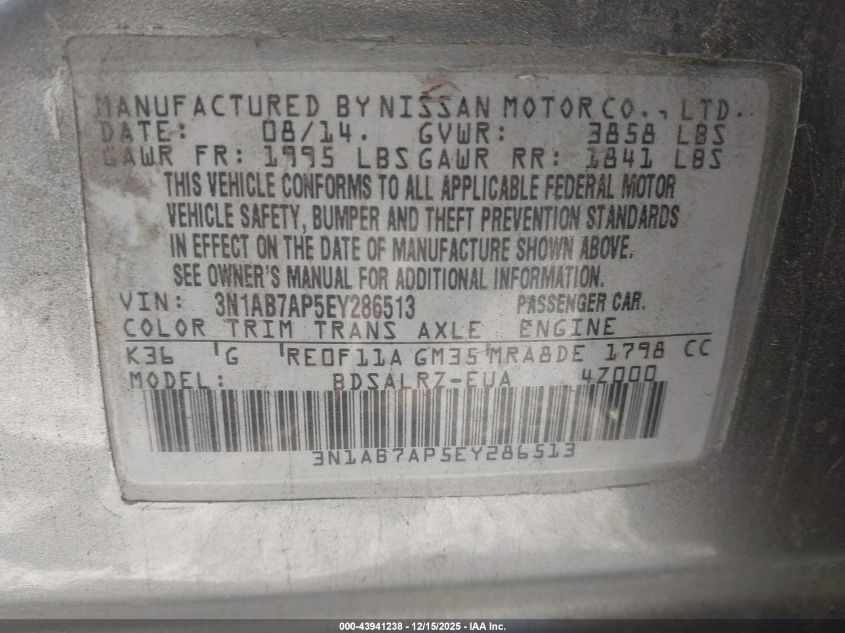 MANUFACTURED BY NISSAN MOTOR CO., LTD.
DATE: 08/14. GVWR: 3858 LBS
GAWR FR: 1995 LBS GAWR RR: 1841 LBS
THIS VEHICLE CONFORMS TO ALL APPLICABLE FEDERAL MOTOR
VEHICLE SAFETY, BUMPER AND THEFT PREVENTION STANDARDS
IN EFFECT ON THE DATE OF MANUFACTURE SHOWN ABOVE.
SEE OWNER'S MANUAL FOR ADDITIONAL INFORMATION.
VIN: 3N1AB7AP5EY286513 PASSENGER CAR.
COLOR TRIM TRANS AXLE ENGINE
K36 'G 'RE0F11A GM35 'MRA8DE 1798 CC
MODEL: BDSALRZ-EUA 4Z000
3N1AB7AP5EY286513
000-43941238 - 12/15/2025 - IAA Inc.